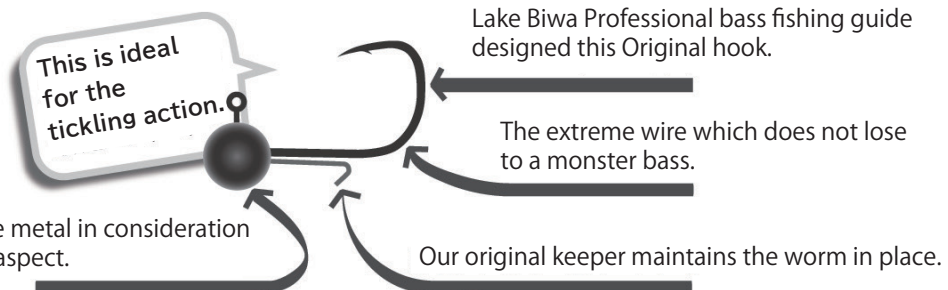 Lake Biwa Professional bass fishing guide
designed this Original hook.
This is ideal
for the
tickling action.
The extreme wire which does not lose
to a monster bass.
metal in consideration
aspect.
Our original keeper maintains the worm in place.